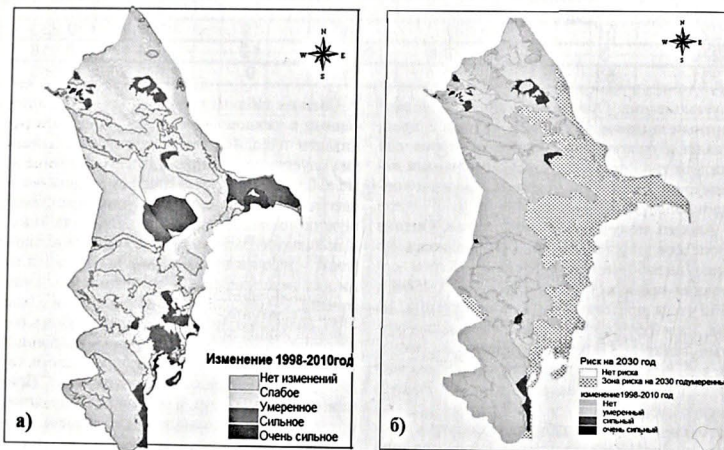 N
W E
S
Изменение 1998-2010год
Нет изменений
Слабое
Умеренное
Сильное
Очень сильное
а)
N
W E
S
Риск на 2030 год
Нет риска
Зона риска на 2030 годумеренный
изменение1998-2010 год
Нет
умеренный
сильный
очень сильный
б)